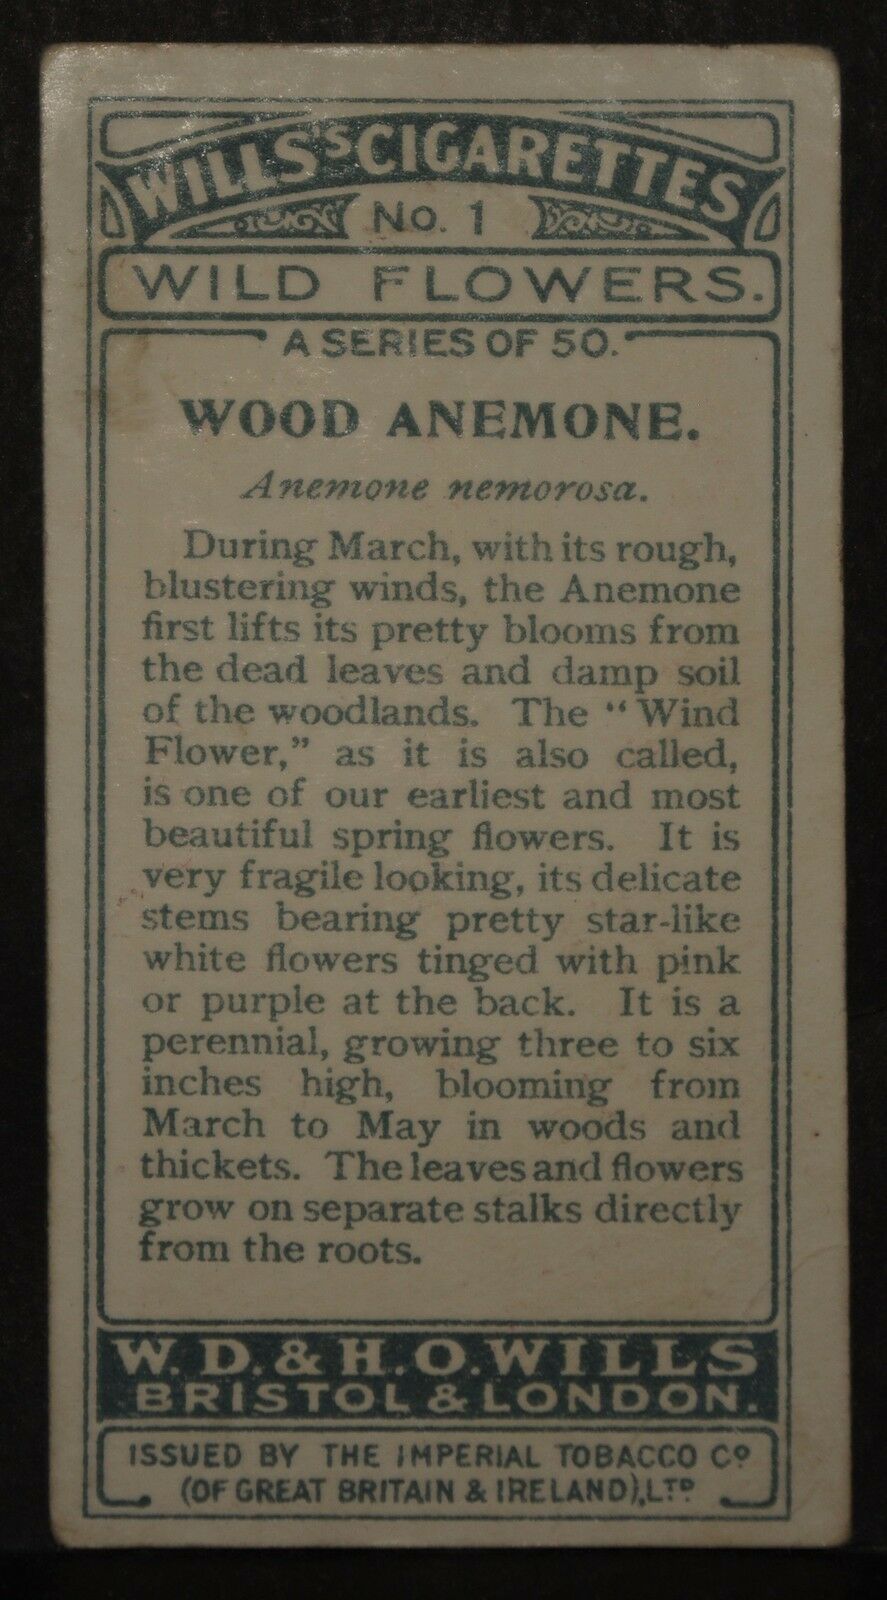 WILLS'S CIGARETTES
No. 1
WILD FLOWERS.
A SERIES OF 50.
WOOD ANEMONE.
Anemone nemorosa.
During March, with its rough,
blustering winds, the Anemone
first lifts its pretty blooms from
the dead leaves and damp soil
of the woodlands. The "Wind
Flower," as it is also called,
is one of our earliest and most
beautiful spring flowers. It is
very fragile looking, its delicate
stems bearing pretty star-like
white flowers tinged with pink
or purple at the back. It is a
perennial, growing three to six
inches high, blooming from
March to May in woods and
thickets. The leaves and flowers
grow on separate stalks directly
from the roots.
W. D. & H. O. WILLS
BRISTOL & LONDON.
ISSUED BY THE IMPERIAL TOBACCO Cº
(OF GREAT BRITAIN & IRELAND), LTᴰ